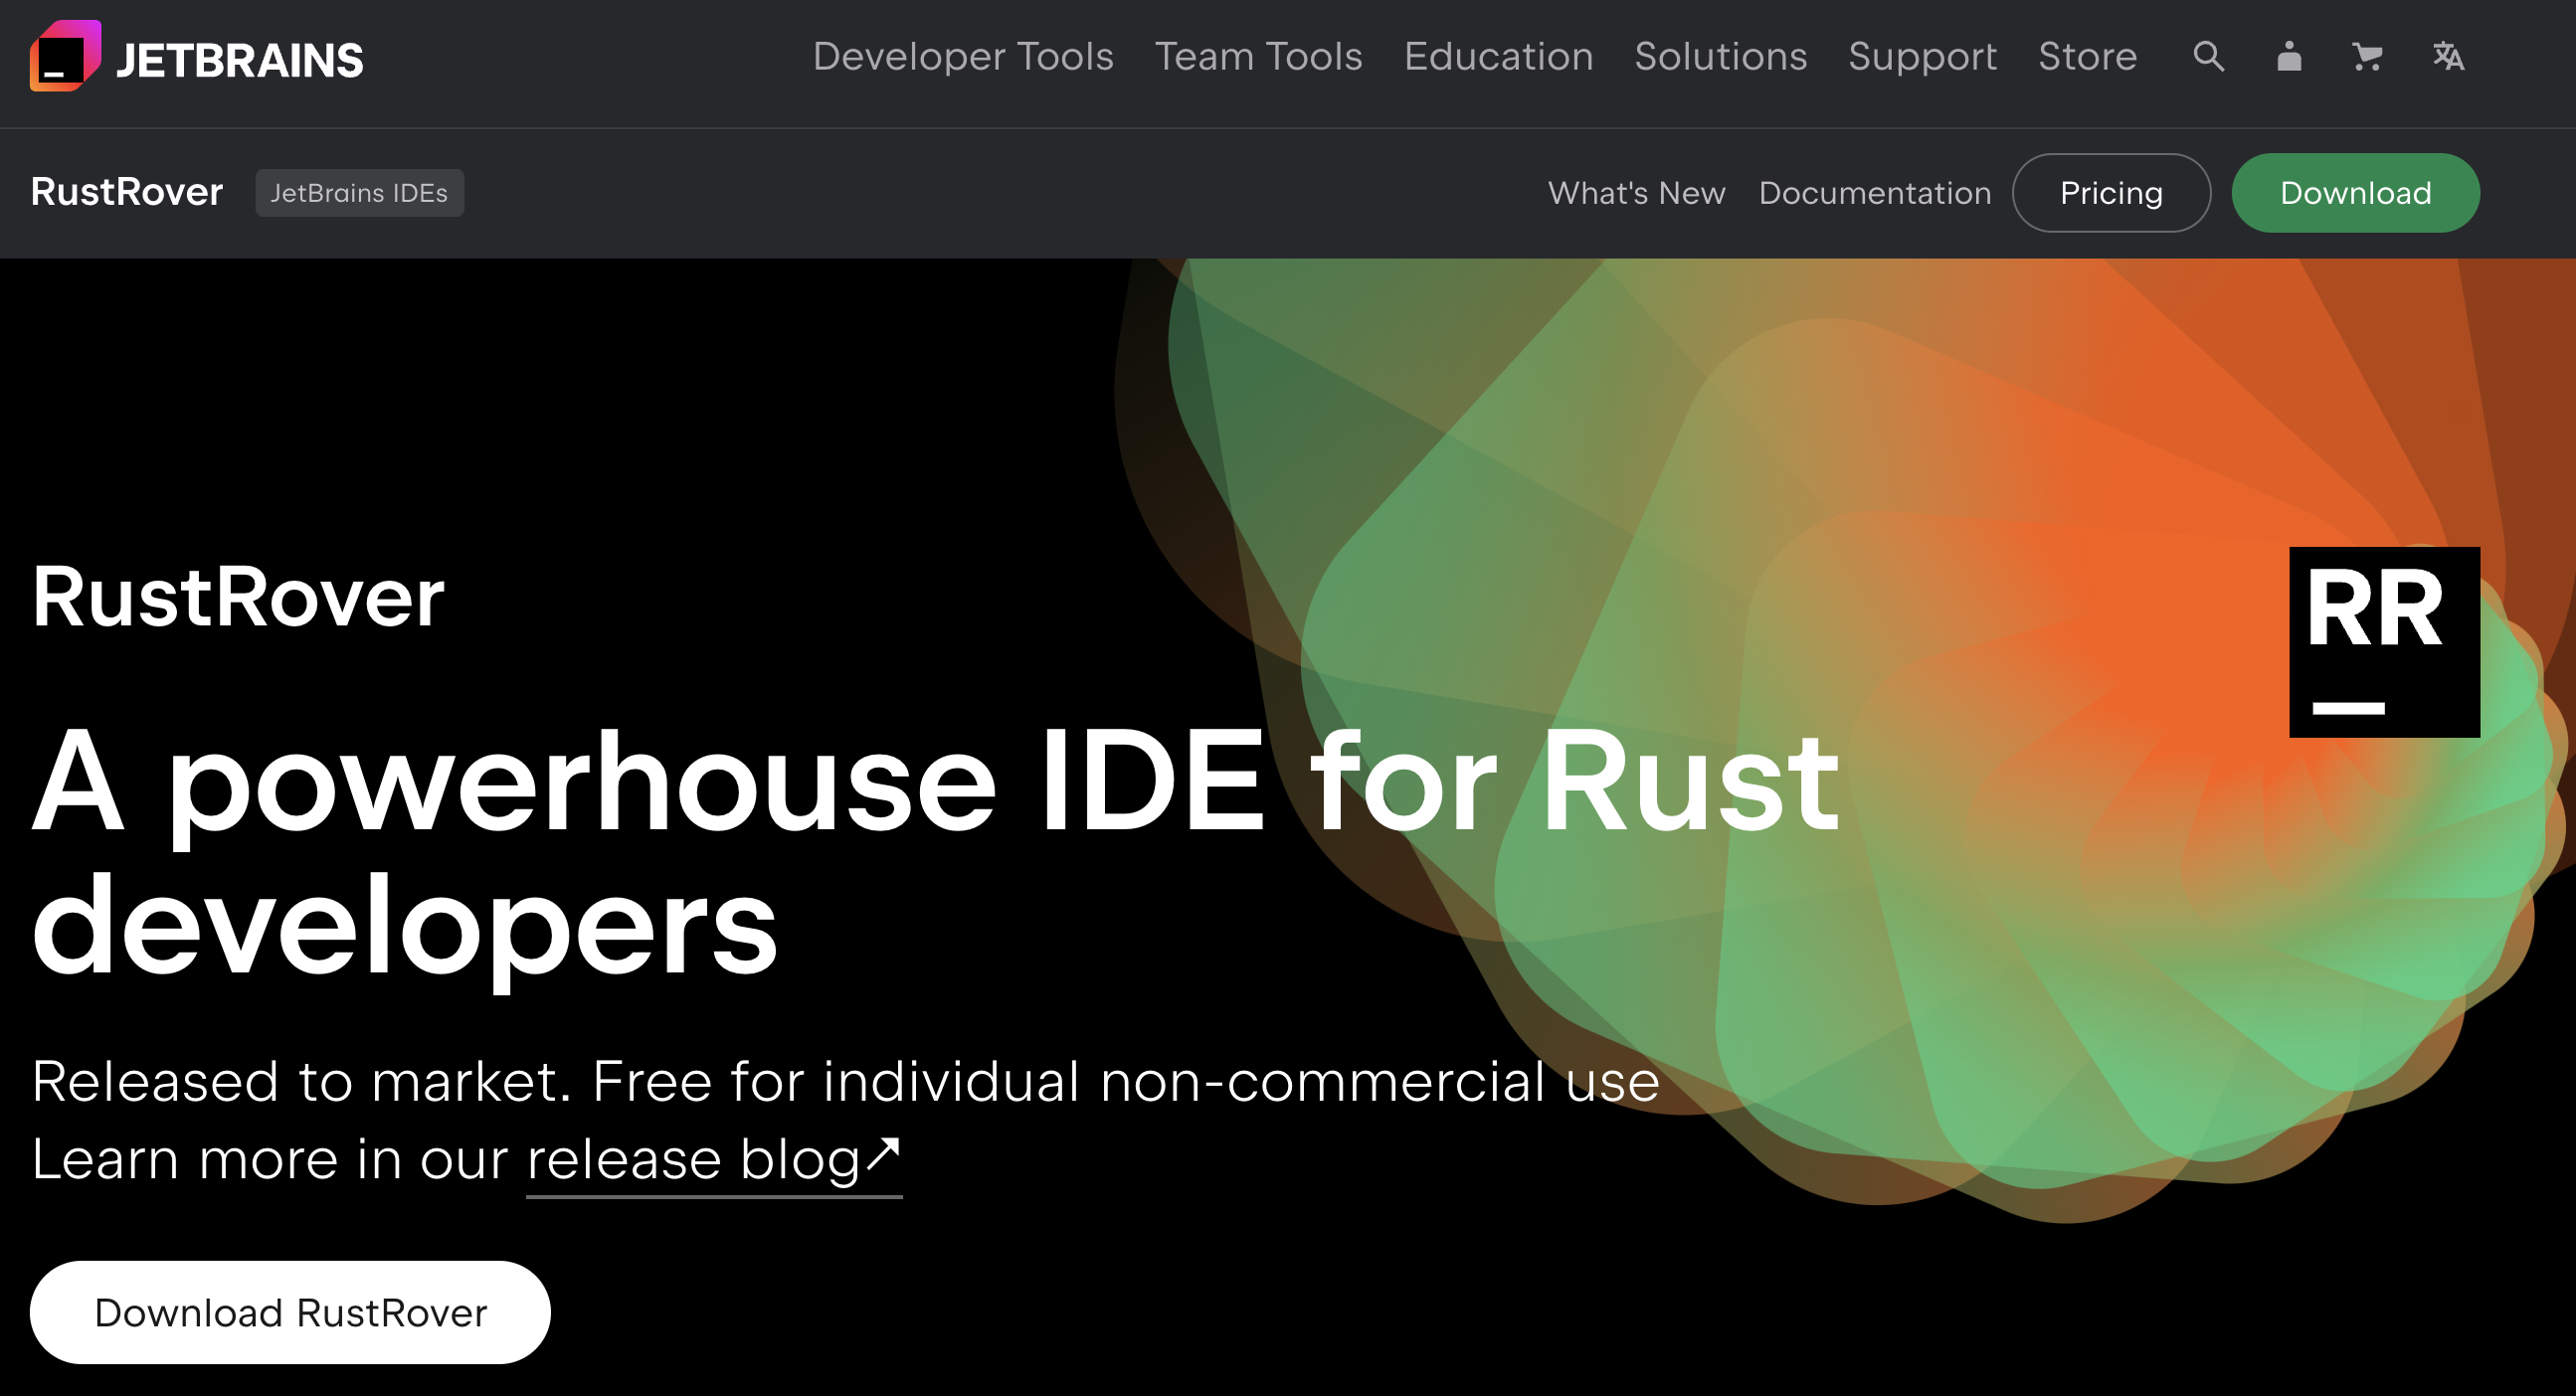 JETBRAINS
Developer Tools Team Tools Education Solutions Support Store
RustRover JetBrains IDEs
What's New Documentation Pricing Download
RustRover
RR
A powerhouse IDE for Rust
developers
Released to market. Free for individual non-commercial use
Learn more in our release blog↗
Download RustRover